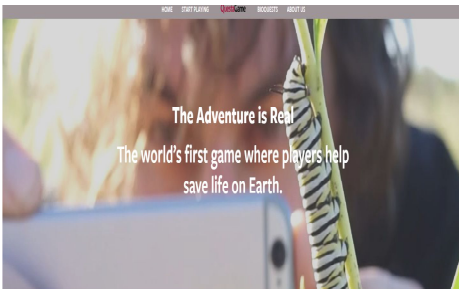 HOME START PLAYING QuestaGame BIOQUESTS ABOUT US
The Adventure is Real
The world's first game where players help
save life on Earth.